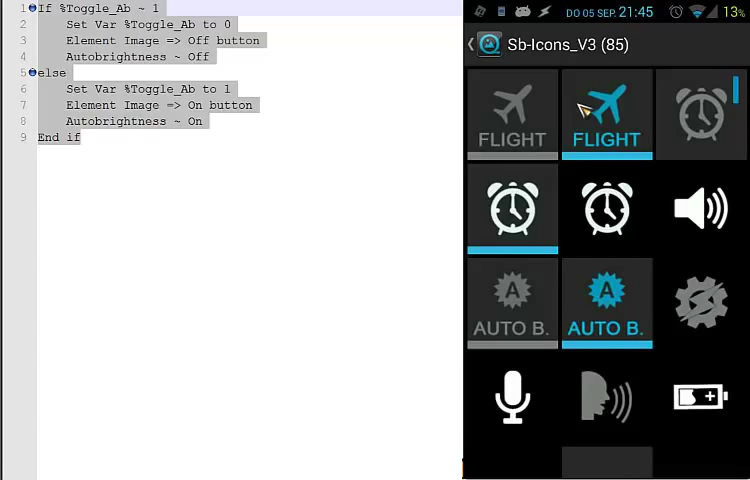 1 If %Toggle_Ab ~ 1
2 Set Var %Toggle_Ab to 0
3 Element Image => Off button
4 Autobrightness ~ Off
5 else
6 Set Var %Toggle_Ab to 1
7 Element Image => On button
8 Autobrightness ~ On
9 End if
DO 05 SEP. 21:45 13%
Sb-Icons_V3 (85)
FLIGHT FLIGHT
A A
AUTO B. AUTO B.